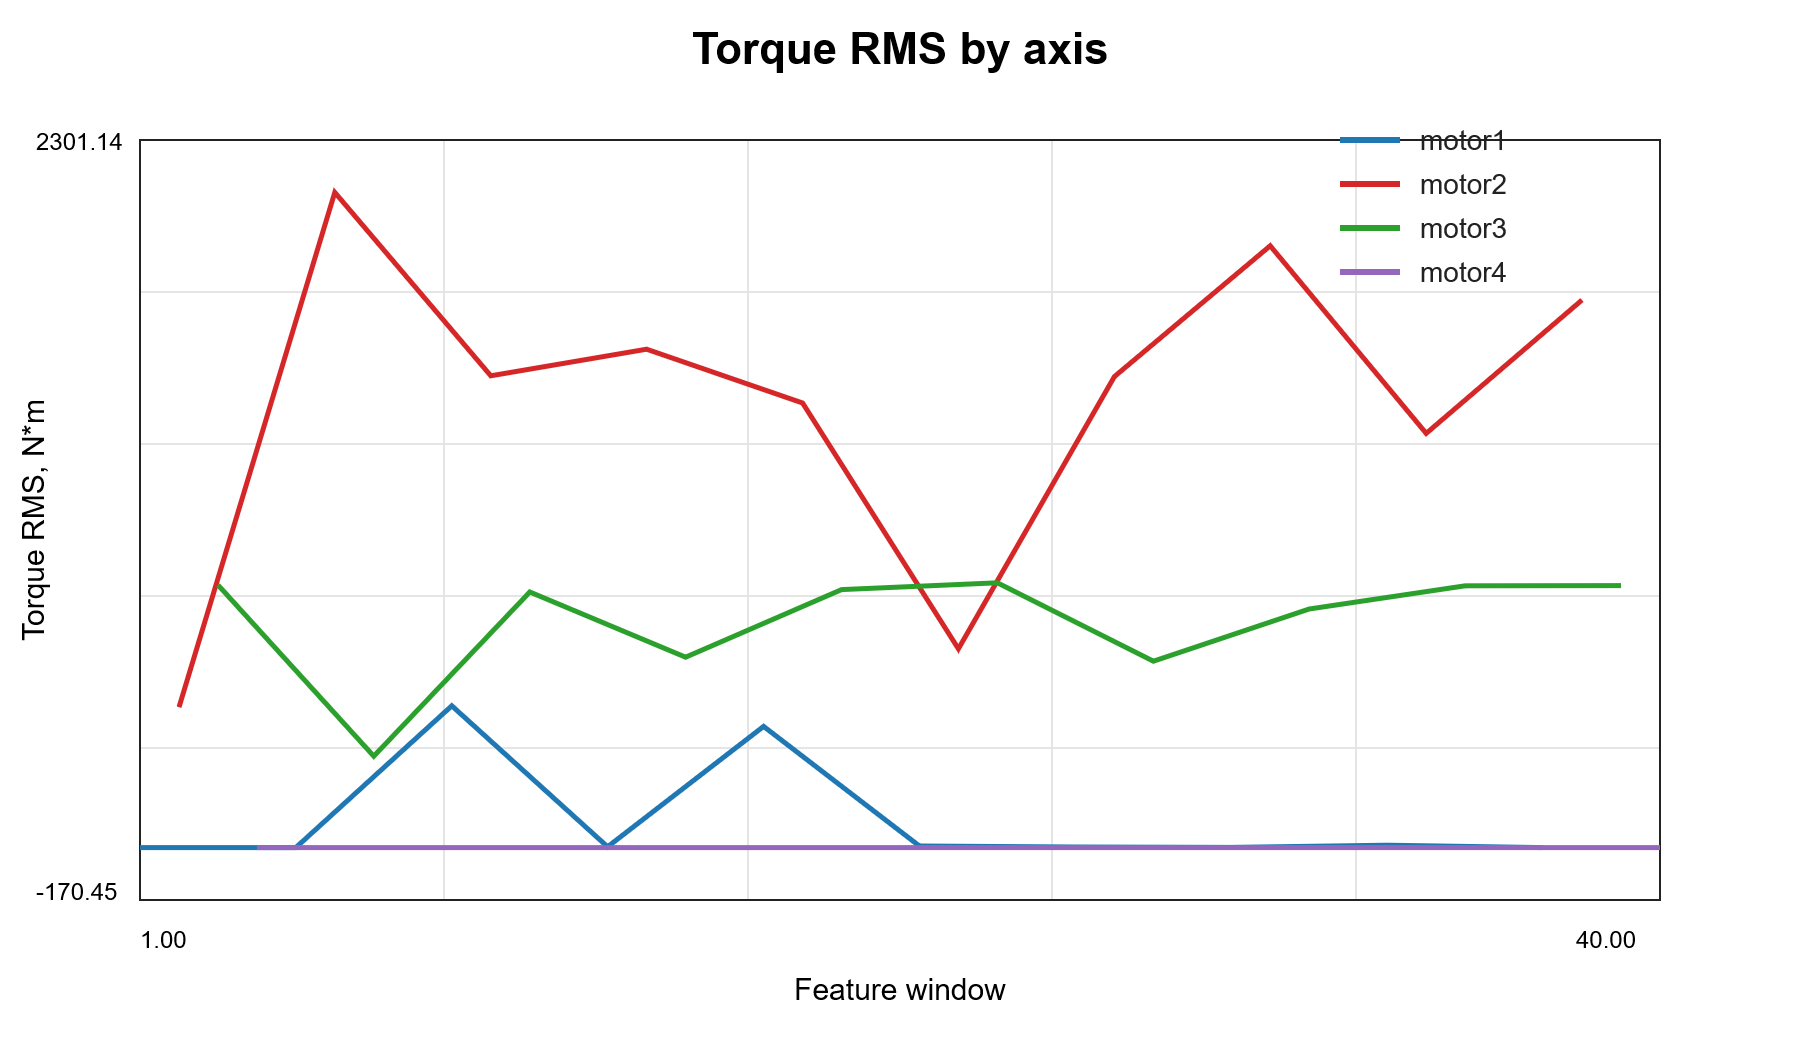 Torque RMS by axis
2301.14
motor1
motor2
motor3
motor4
Torque RMS, N*m
-170.45
1.00
40.00
Feature window